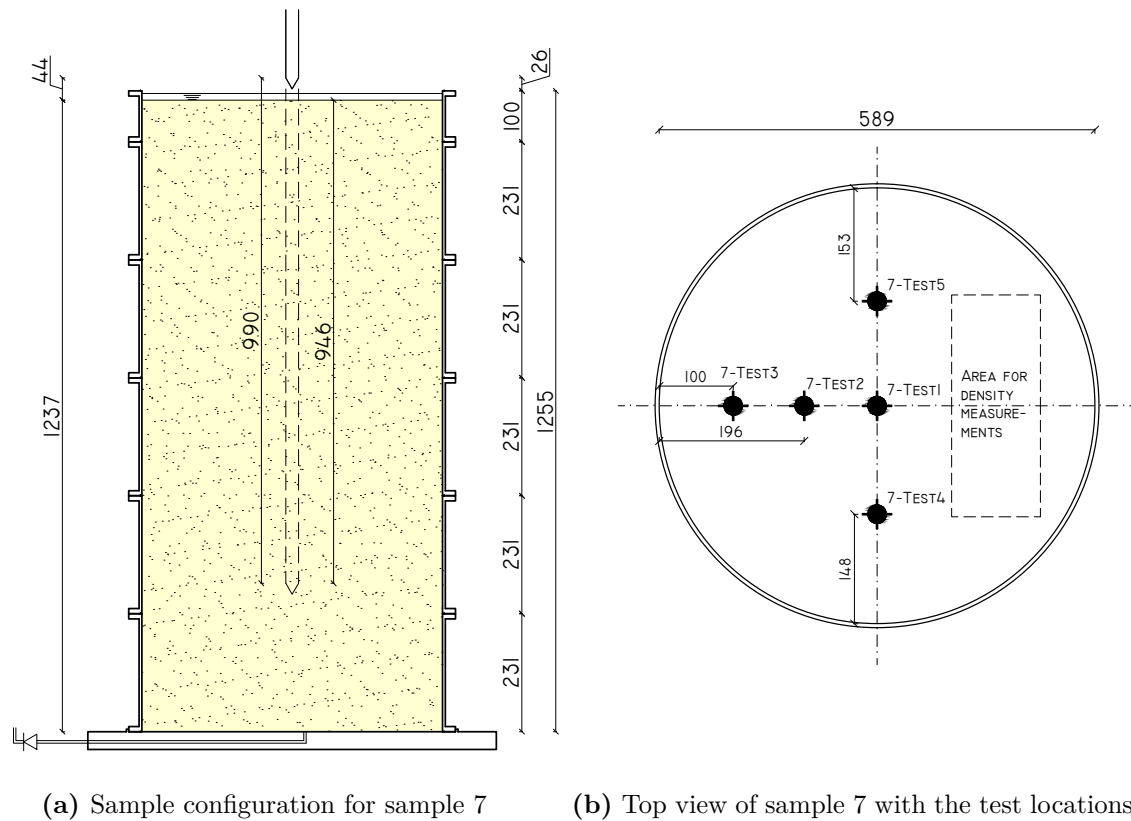 44
26
100
231
231
231
231
231
990
946
1237
1255
(a) Sample configuration for sample 7
589
153
7-TEST5
100
7-TEST3
7-TEST2
7-TEST1
196
AREA FOR
DENSITY
MEASURE-
MENTS
7-TEST4
148
(b) Top view of sample 7 with the test locations